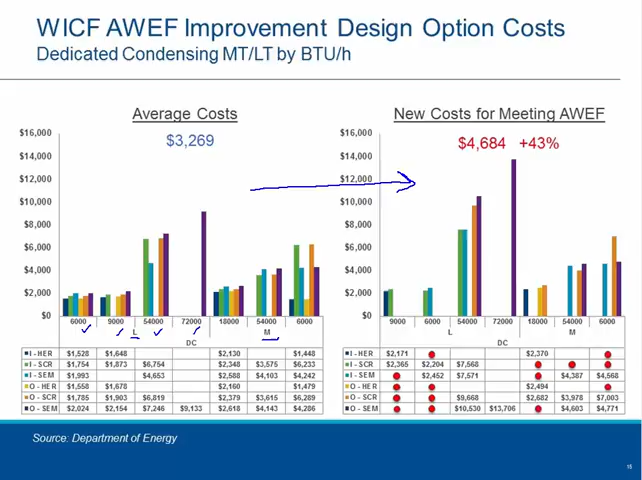 WICF AWEF Improvement Design Option Costs
Dedicated Condensing MT/LT by BTU/h
Average Costs
$3,269
$16,000
$14,000
$12,000
$10,000
$8,000
$6,000
$4,000
$2,000
$0
6000 9000 54000 72000 18000 54000 6000
L M
DC
I - HER $1,528 $1,648 $2,130 $1,448
I - SCR $1,754 $1,873 $6,754 $2,348 $3,575 $6,233
I - SEM $1,993 $4,653 $2,588 $4,103 $4,242
O - HER $1,558 $1,678 $2,160 $1,479
O - SCR $1,785 $1,903 $6,819 $2,379 $3,615 $6,289
O - SEM $2,024 $2,154 $7,246 $9,133 $2,618 $4,143 $4,286
New Costs for Meeting AWEF
$4,684 +43%
$16,000
$14,000
$12,000
$10,000
$8,000
$6,000
$4,000
$2,000
$0
9000 6000 54000 72000 18000 54000 6000
L M
DC
I - HER $2,171 $2,370
I - SCR $2,365 $2,204 $7,568
I - SEM $2,452 $7,571 $4,387 $4,568
O - HER $2,494
O - SCR $9,668 $2,682 $3,978 $7,003
O - SEM $10,530 $13,706 $4,603 $4,771
Source: Department of Energy
15